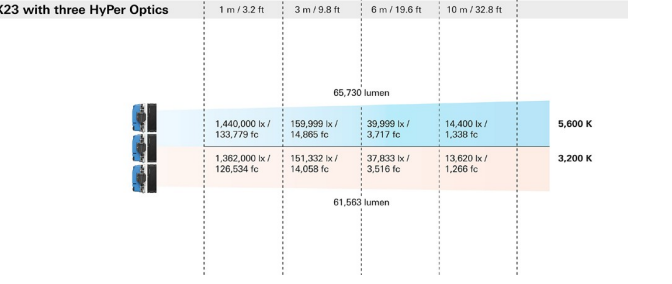 X23 with three HyPer Optics
1 m / 3.2 ft
3 m / 9.8 ft
6 m / 19.6 ft
10 m / 32.8 ft
65,730 lumen
1,440,000 lx /
133,779 fc
159,999 lx /
14,865 fc
39,999 lx /
3,717 fc
14,400 lx /
1,338 fc
5,600 K
1,362,000 lx /
126,534 fc
151,332 lx /
14,058 fc
37,833 lx /
3,516 fc
13,620 lx /
1,266 fc
3,200 K
61,563 lumen